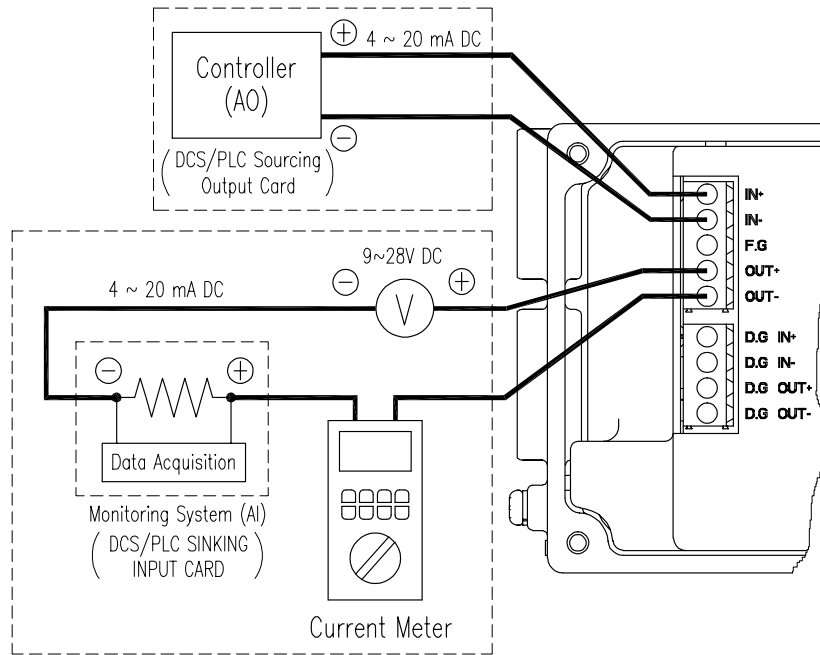 Controller
(AO)
+
4 ~ 20 mA DC
−
(DCS/PLC Sourcing
Output Card)
9~28V DC
−
+
V
4 ~ 20 mA DC
−
+
Data Acquisition
Monitoring System (AI)
(DCS/PLC SINKING
INPUT CARD)
Current Meter
IN+
IN-
F.G
OUT+
OUT-
D.G IN+
D.G IN-
D.G OUT+
D.G OUT-